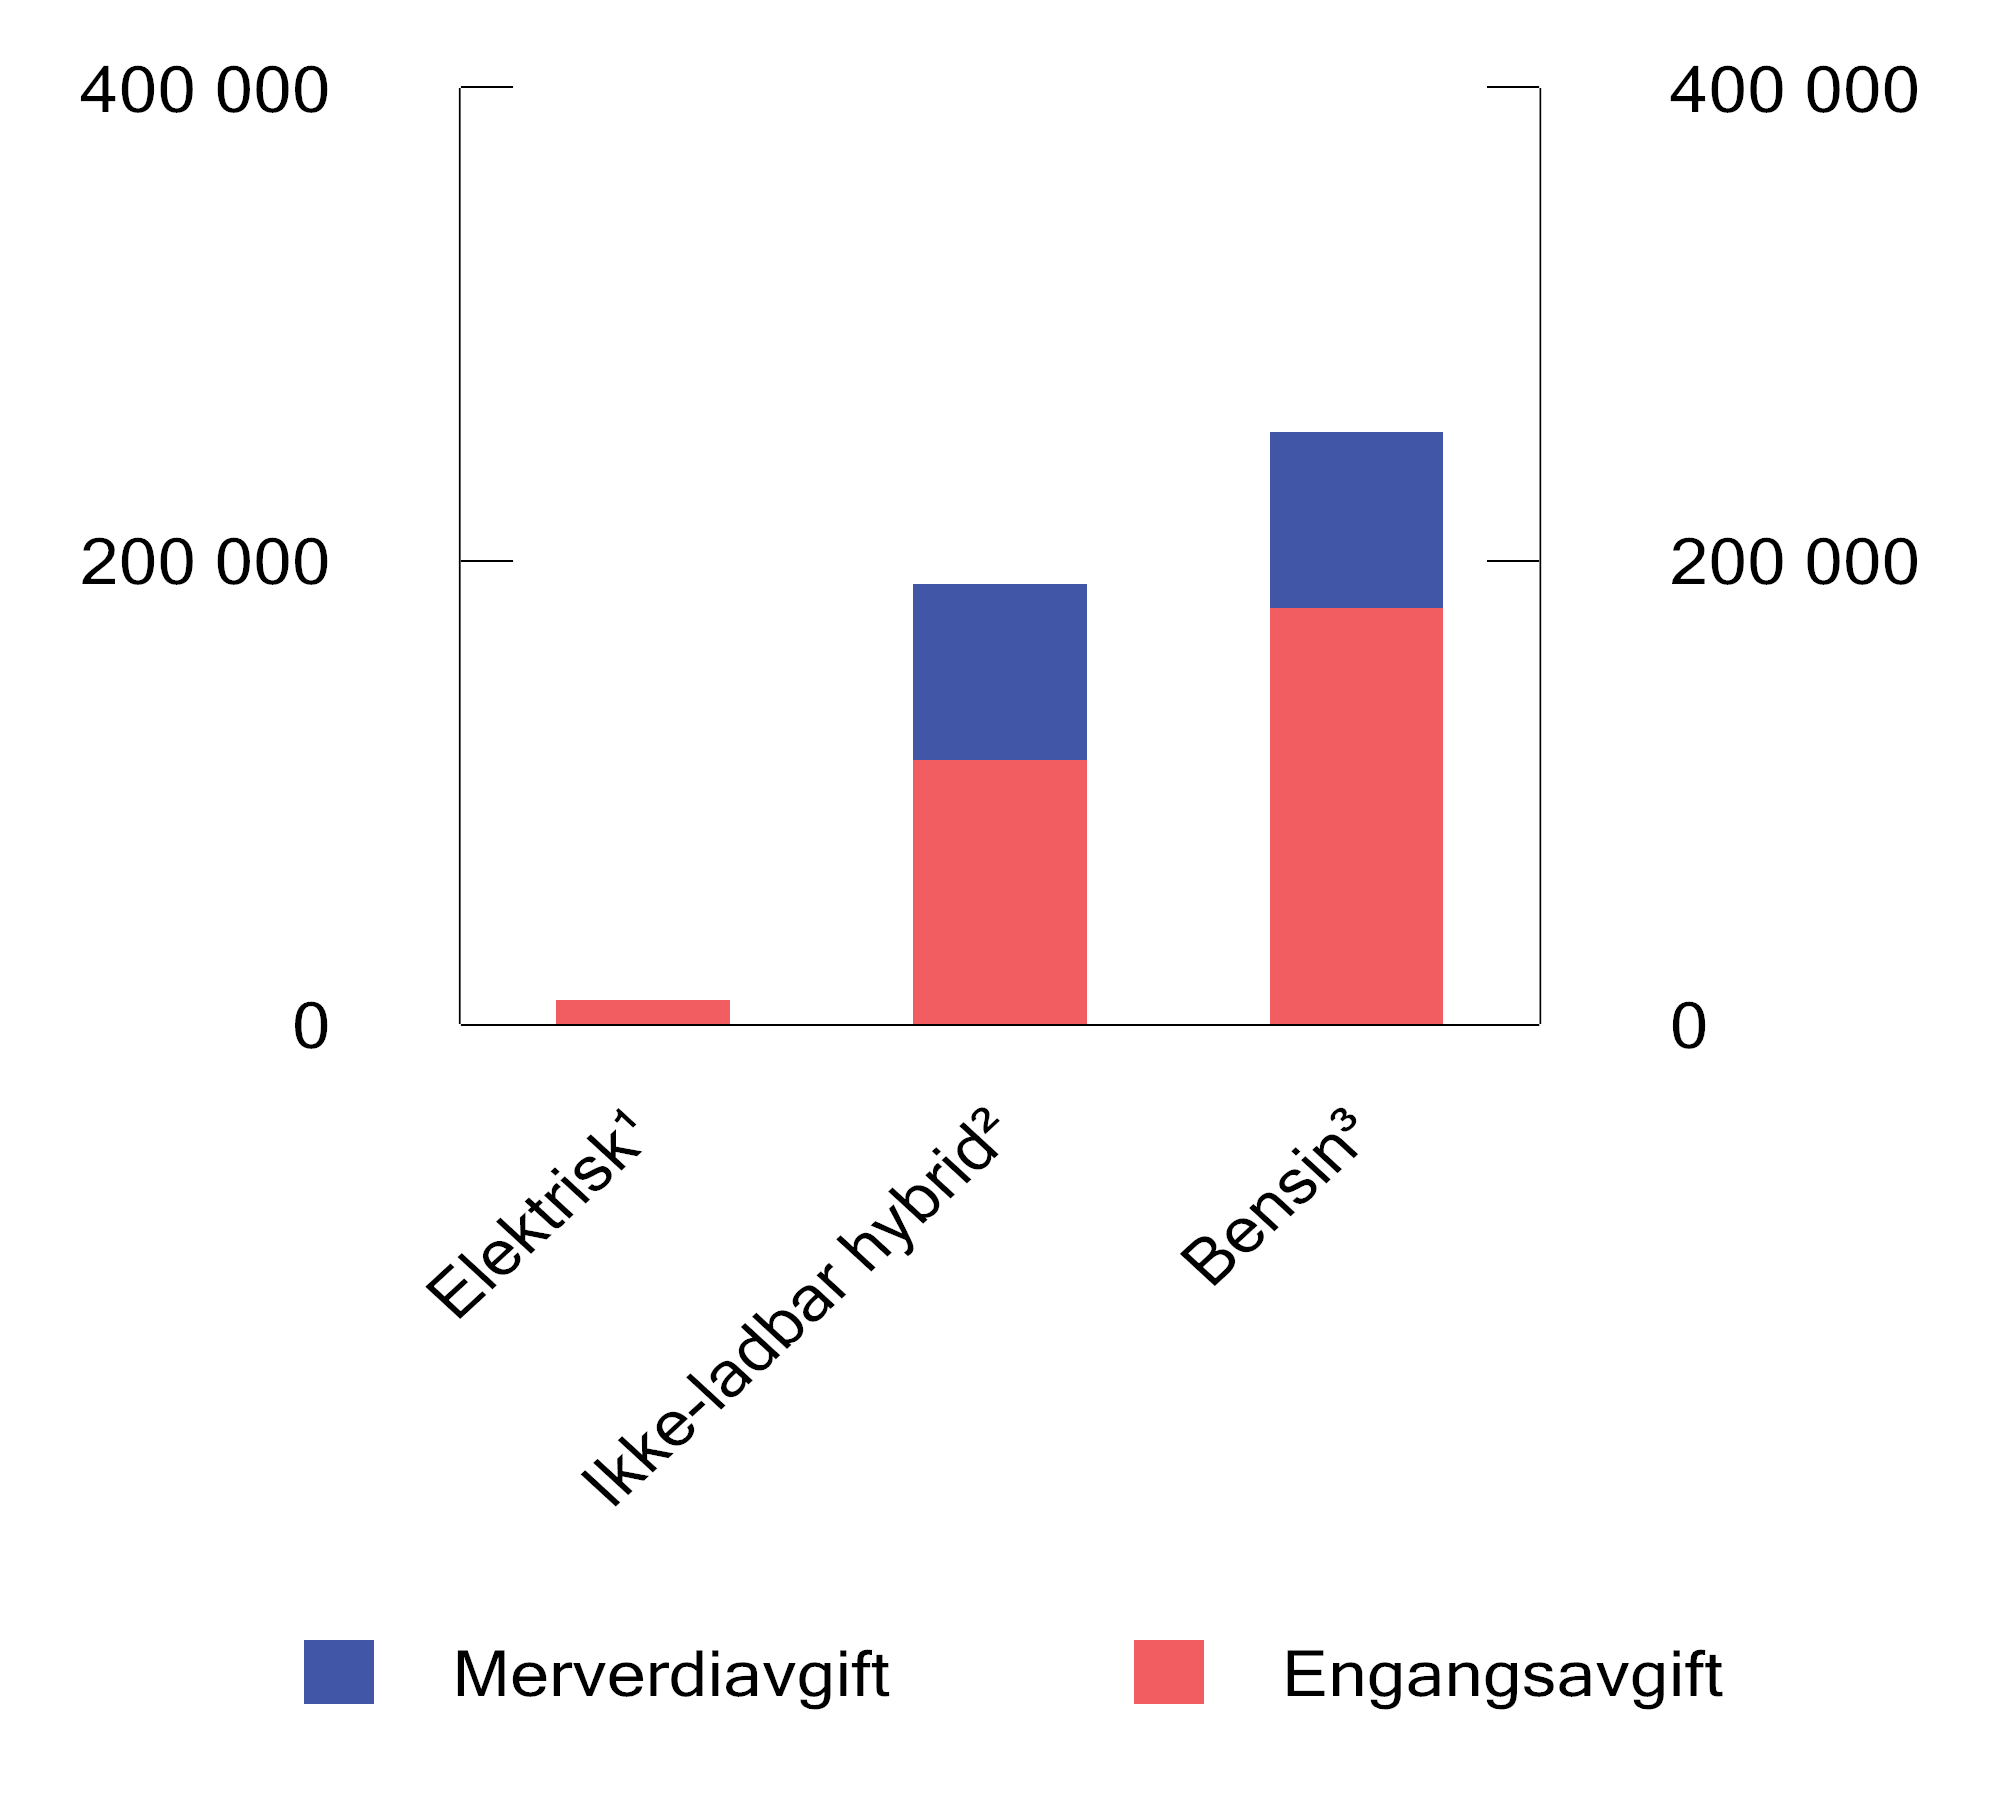 400 000
400 000
200 000
200 000
0
0
Elektrisk¹
Ikke-ladbar hybrid²
Bensin³
Merverdiavgift
Engangsavgift